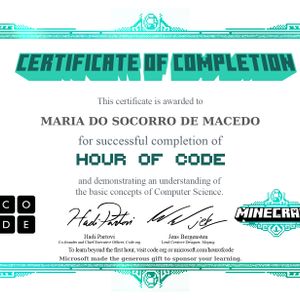 CERTIFICATE OF COMPLETION
This certificate is awarded to
MARIA DO SOCORRO DE MACEDO
for successful completion of
HOUR OF CODE
and demonstrating an understanding of
the basic concepts of Computer Science.
C O
D E
MINECRA
Hadi Partovi
Jens Bergensten
Co-founder and Chief Executive Officer, Code.org
Lead Creative Designer, Mojang
To learn beyond the first hour, visit code.org or microsoft.com/hourofcode
Microsoft made the generous gift to sponsor your learning.